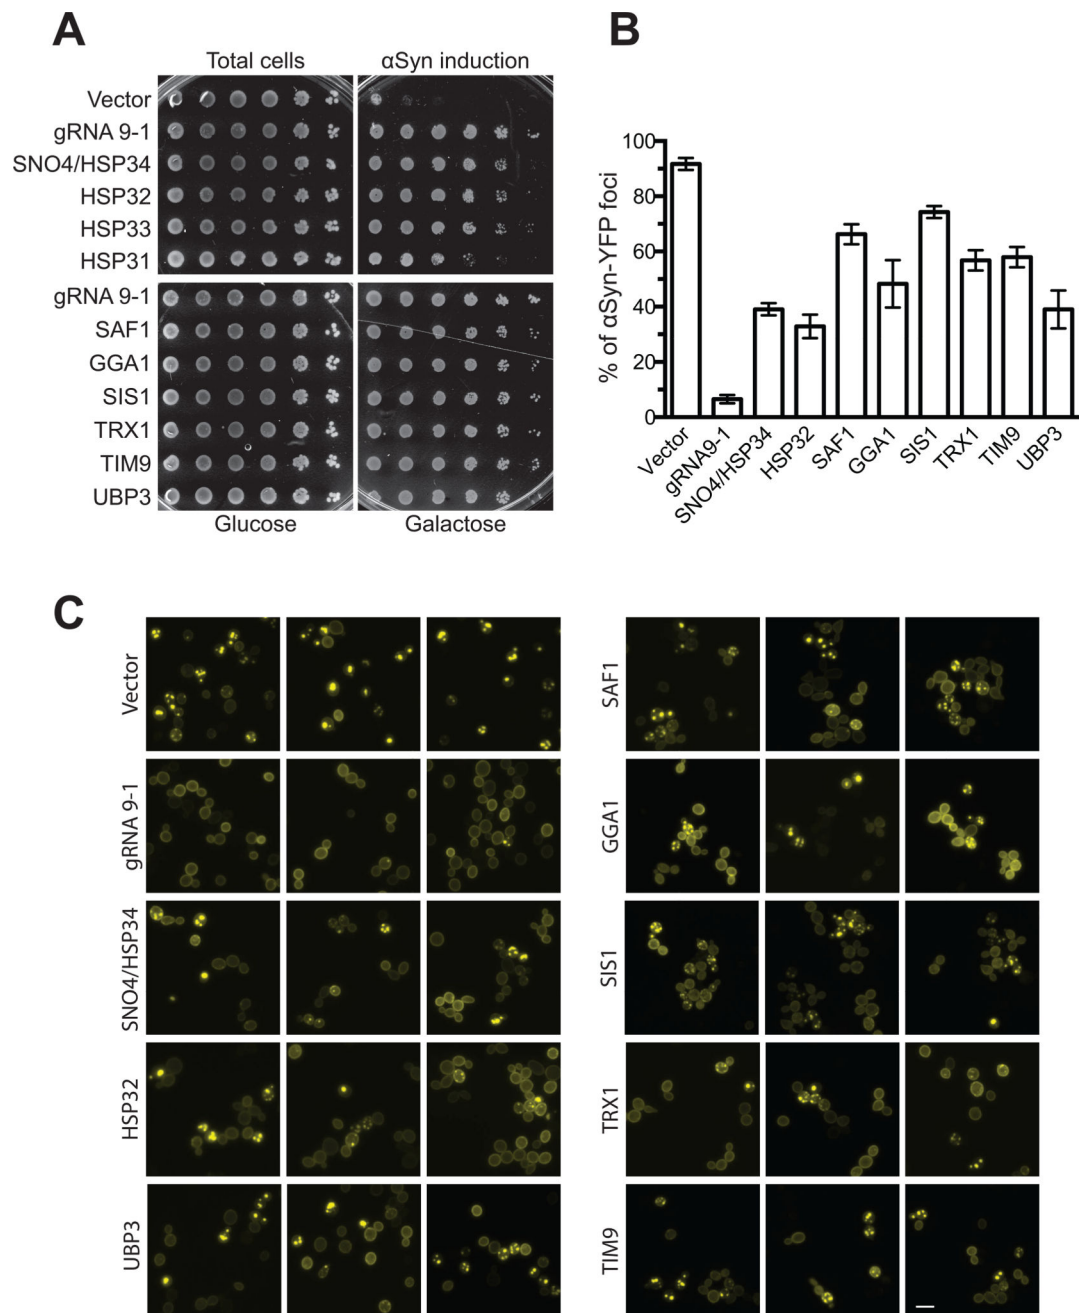 A
Total cells
αSyn induction
Vector
gRNA 9-1
SNO4/HSP34
HSP32
HSP33
HSP31
gRNA 9-1
SAF1
GGA1
SIS1
TRX1
TIM9
UBP3
Glucose
Galactose
B
% of αSyn-YFP foci
100
80
60
40
20
0
Vector
gRNA9-1
SNO4/HSP34
HSP32
SAF1
GGA1
SIS1
TRX1
TIM9
UBP3
C
Vector
gRNA 9-1
SNO4/HSP34
HSP32
UBP3
SAF1
GGA1
SIS1
TRX1
TIM9